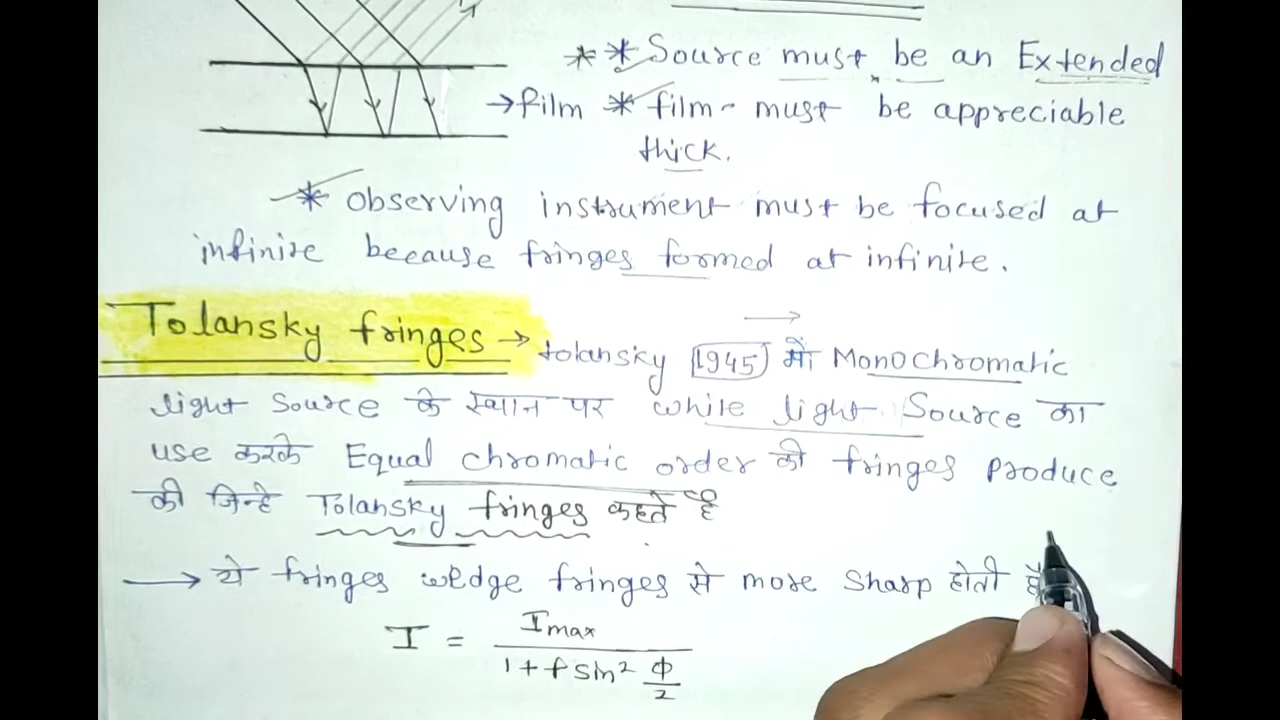 * * Source must be an Extended
→ film * film - must be appreciable
thick.
* Observing instrument must be focused at
infinite because fringes formed at infinite.
Tolansky fringes → tolansky 1945 में Monochromatic
light source के स्थान पर white light Source का
use करके Equal chromatic order की fringes produce
की जिन्हे Tolansky fringes कहते है
→ ये fringes wedge fringes से more sharp होती है
I = Imax / 1 + f sin² φ/2